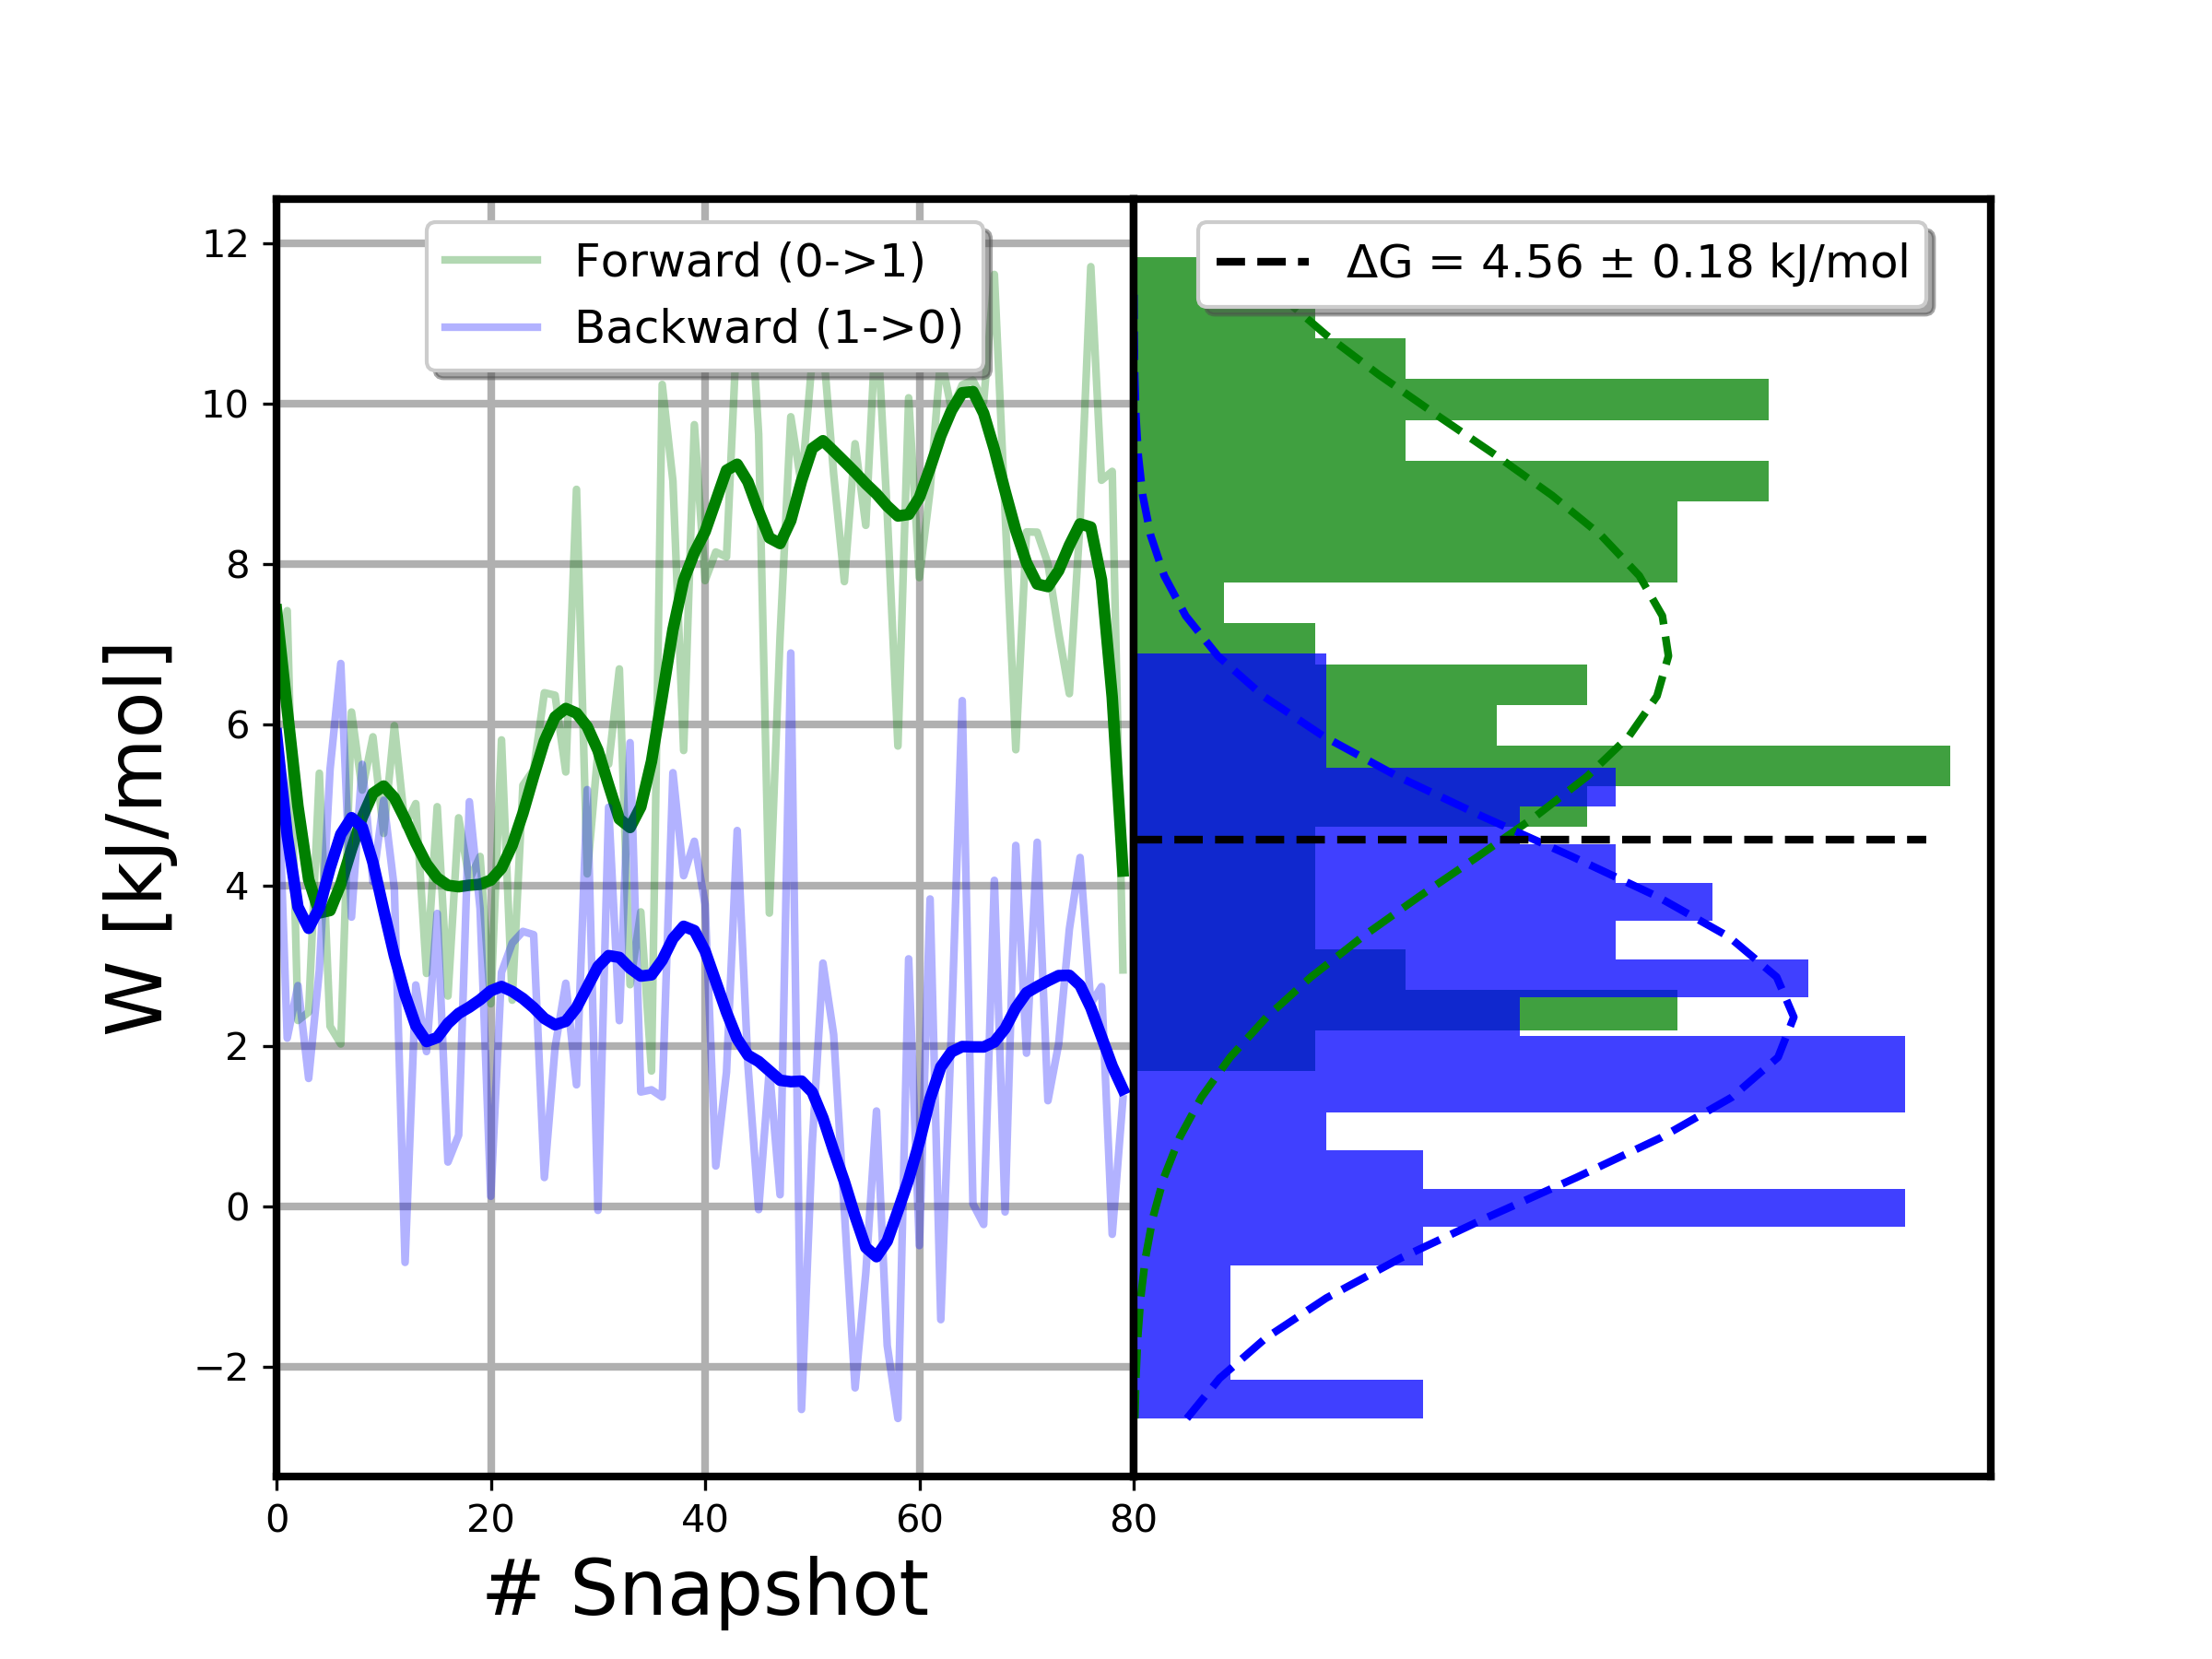 Forward (0->1)
Backward (1->0)
ΔG = 4.56 ± 0.18 kJ/mol
W [kJ/mol]
12
10
8
6
4
2
0
−2
0
20
40
60
80
# Snapshot